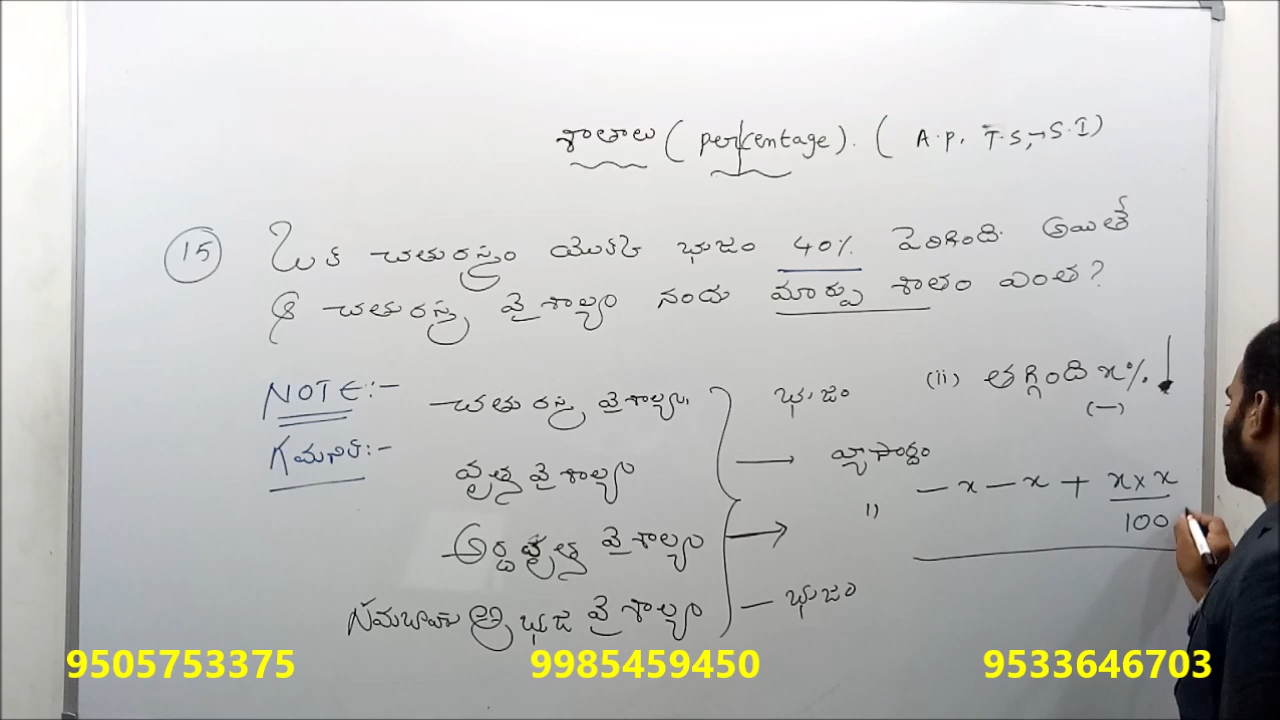 శాతాలు (percentage). (A.P, T.S, S.I)
15 ఒక చతురస్రం యొక్క భుజం 40% పెరిగింది. అయితే
ఆ చతురస్ర వైశాల్యం నందు మార్పు శాతం ఎంత?
NOTE:-
గమనిక:-
చతురస్ర వైశాల్యం
వృత్త వైశాల్యం
అర్ధ వృత్త వైశాల్యం
సమబాహు త్రిభుజ వైశాల్యం
భుజం
వ్యాసార్ధం
భుజం
(ii) తగ్గింది x%. ↓
(-)
i)
- x - x + x×x
100
9505753375
9985459450
9533646703